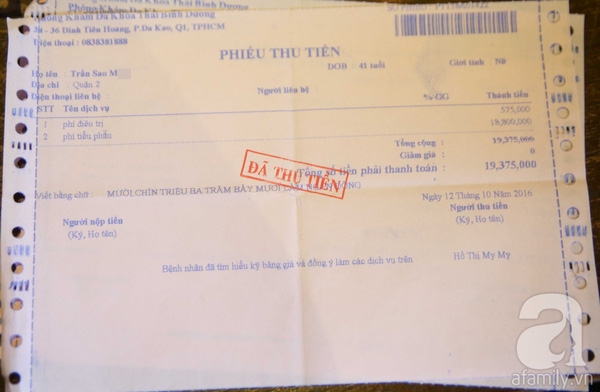 Phòng Khám Đa Khoa Thái Bình Dương
34 - 36 Đinh Tiên Hoàng, P.Đa Kao, Q1, TPHCM
Điện thoại : 0838381888
PHIẾU THU TIỀN
Họ tên : Trần Sao M
DOB : 41 tuổi
Giới tính : Nữ
Địa chỉ : Quận 2
Điện thoại liên hệ :
Người liên hệ
STT Tên dịch vụ %GG Thành tiền
1 phí điều trị 575,000
2 phí tiểu phẫu 18,800,000
Tổng cộng : 19,375,000
Giảm giá : 0
Tổng số tiền phải thanh toán : 19,375,000
ĐÃ THU TIỀN
Viết bằng chữ : MƯỜI CHÍN TRIỆU BA TRĂM BẢY MƯƠI LĂM NGÀN ĐỒNG
Ngày 12 Tháng 10 Năm 2016
Người nộp tiền
(Ký, Họ tên)
Người thu tiền
(Ký, Họ tên)
Bệnh nhân đã tìm hiểu kỹ bảng giá và đồng ý làm các dịch vụ trên
Hồ Thị My My
a
afamily.vn